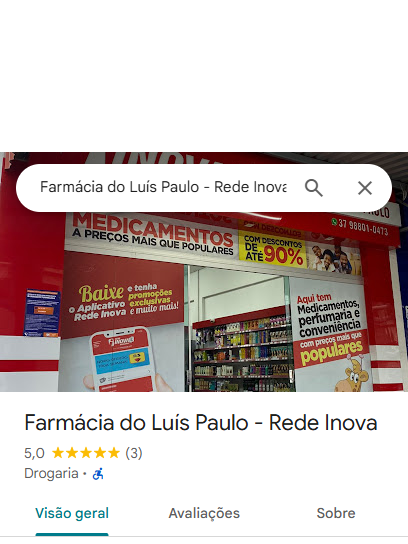 Farmácia do Luís Paulo - Rede Inova
37 98801-0473
MEDICAMENTOS
A PREÇOS MAIS QUE POPULARES
COM DESCONTOS
DE
ATÉ 90%
Baixe e tenha
promoções
o Aplicativo exclusivas
Rede Inova e muito mais!
Aqui tem
Medicamentos,
perfumaria e
conveniência
com preços mais que
populares
Farmácia do Luís Paulo - Rede Inova
5,0 ★★★★★ (3)
Drogaria ·
Visão geral
Avaliações
Sobre